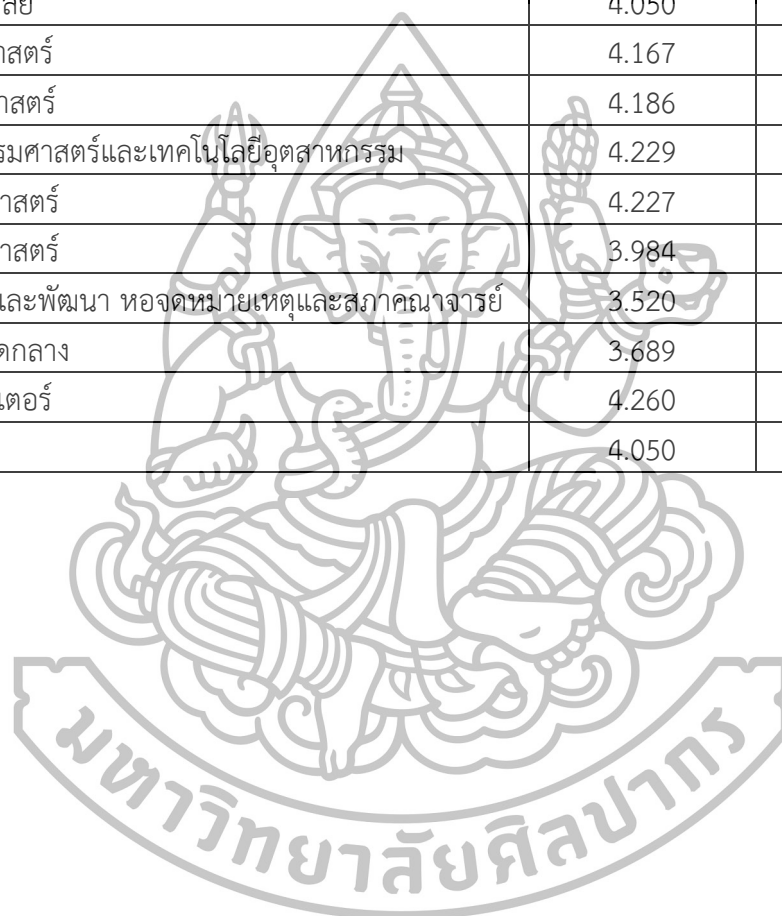 4.050
าสตร์ 4.167
าสตร์ 4.186
รมศาสตร์และเทคโนโลยีอุตสาหกรรม 4.229
าสตร์ 4.227
าสตร์ 3.984
และพัฒนา หอจดหมายเหตุและสภาคณาจารย์ 3.520
ดกลาง 3.689
เตอร์ 4.260
4.050
มหาวิทยาลัยศิลปากร